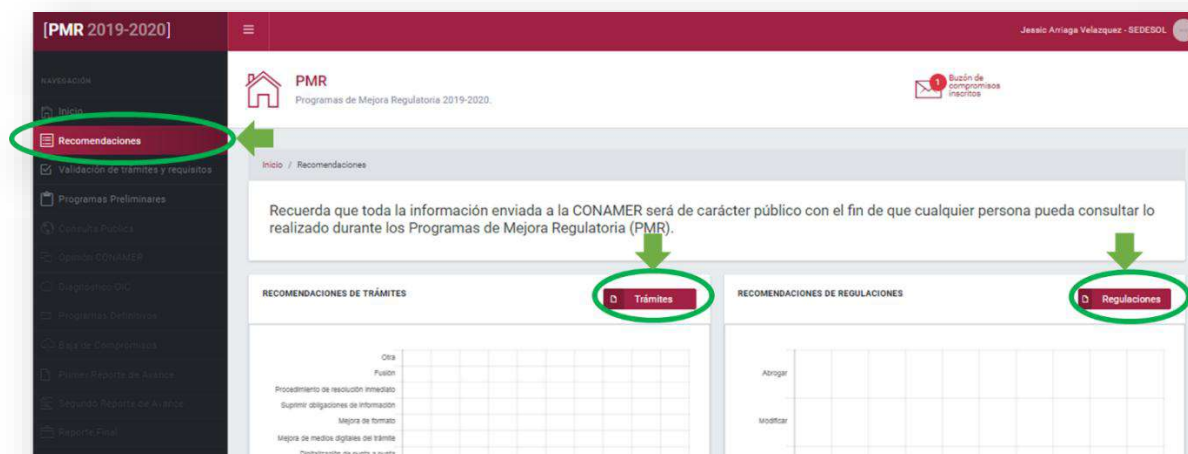 [PMR 2019-2020]
Jessic Arriaga Velazquez - SEDESOL
NAVEGACIÓN
Inicio
Recomendaciones
Validación de trámites y requisitos
Programas Preliminares
Consulta Pública
Opinión CONAMER
Diagnóstico OIC
Programas Definitivos
Baja de Compromisos
Primer Reporte de Avance
Segundo Reporte de Avance
Reporte Final
PMR
Programas de Mejora Regulatoria 2019-2020.
1
Buzón de
compromisos
inscritos
Inicio / Recomendaciones
Recuerda que toda la información enviada a la CONAMER será de carácter público con el fin de que cualquier persona pueda consultar lo
realizado durante los Programas de Mejora Regulatoria (PMR).
RECOMENDACIONES DE TRÁMITES
Trámites
Otra
Fusión
Procedimiento de resolución inmediato
Suprimir obligaciones de información
Mejora de formato
Mejora de medios digitales del trámite
Digitalización de punta a punta
RECOMENDACIONES DE REGULACIONES
Regulaciones
Abrogar
Modificar